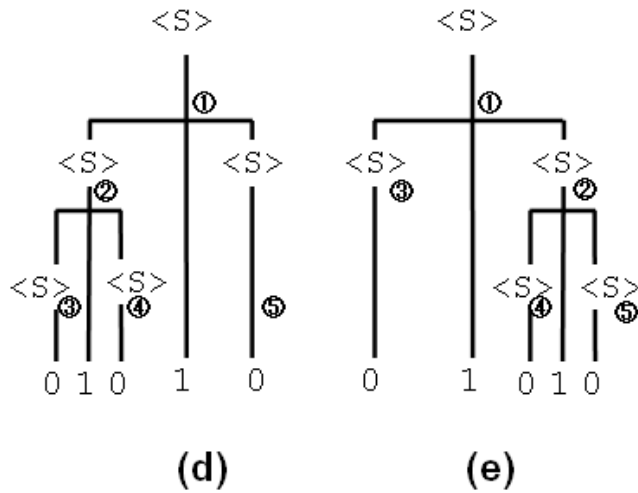 <S> <S>
① ①
<S> <S> <S> <S>
② ③ ②
<S> <S> <S> <S>
③ ④ ⑤ ④ ⑤
0 1 0 1 0 0 1 0 1 0
(d) (e)